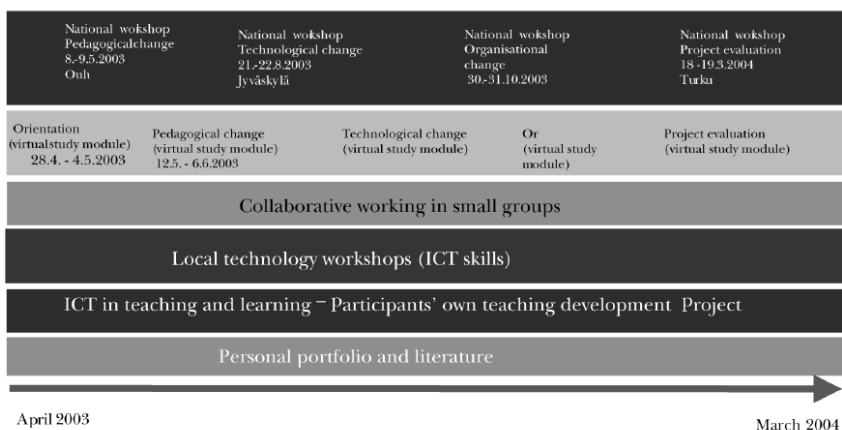 National wokshop
Pedagogicalchange
8.-9.5.2003
Oult
National wokshop
Technological change
21.-22.8.2003
Jyväskylä
National wokshop
Organisational
change
30.-31.10.2003
National wokshop
Project evaluation
18 -19.3.2004
Turku
Orientation
(virtualstudy module)
28.4. - 4.5.2003
Pedagogical change
(virtual study module)
12.5. - 6.6.2003
Technological change
(virtual study module)
Or
(virtual study
module)
Project evaluation
(virtual study module)
Collaborative working in small groups
Local technology workshops (ICT skills)
ICT in teaching and learning – Participants’ own teaching development Project
Personal portfolio and literature
April 2003
March 2004